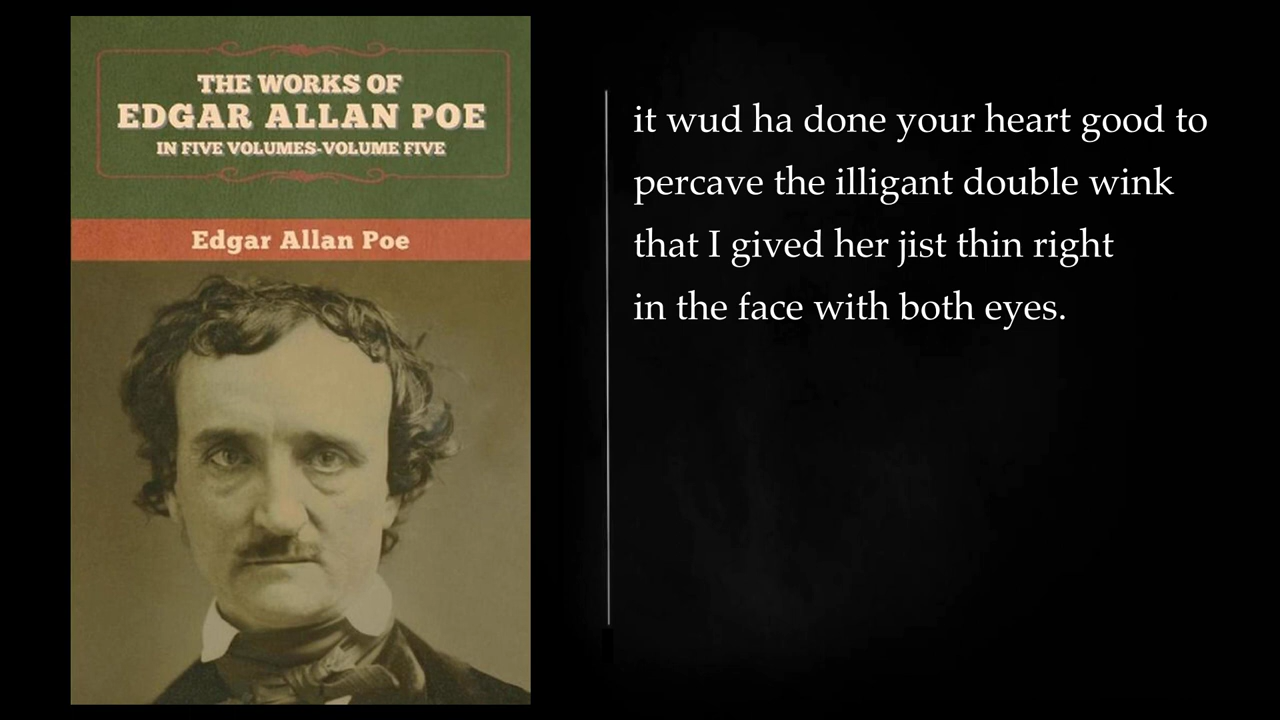 THE WORKS OF
EDGAR ALLAN POE
IN FIVE VOLUMES-VOLUME FIVE
Edgar Allan Poe
it wud ha done your heart good to
percave the illigant double wink
that I gived her jist thin right
in the face with both eyes.